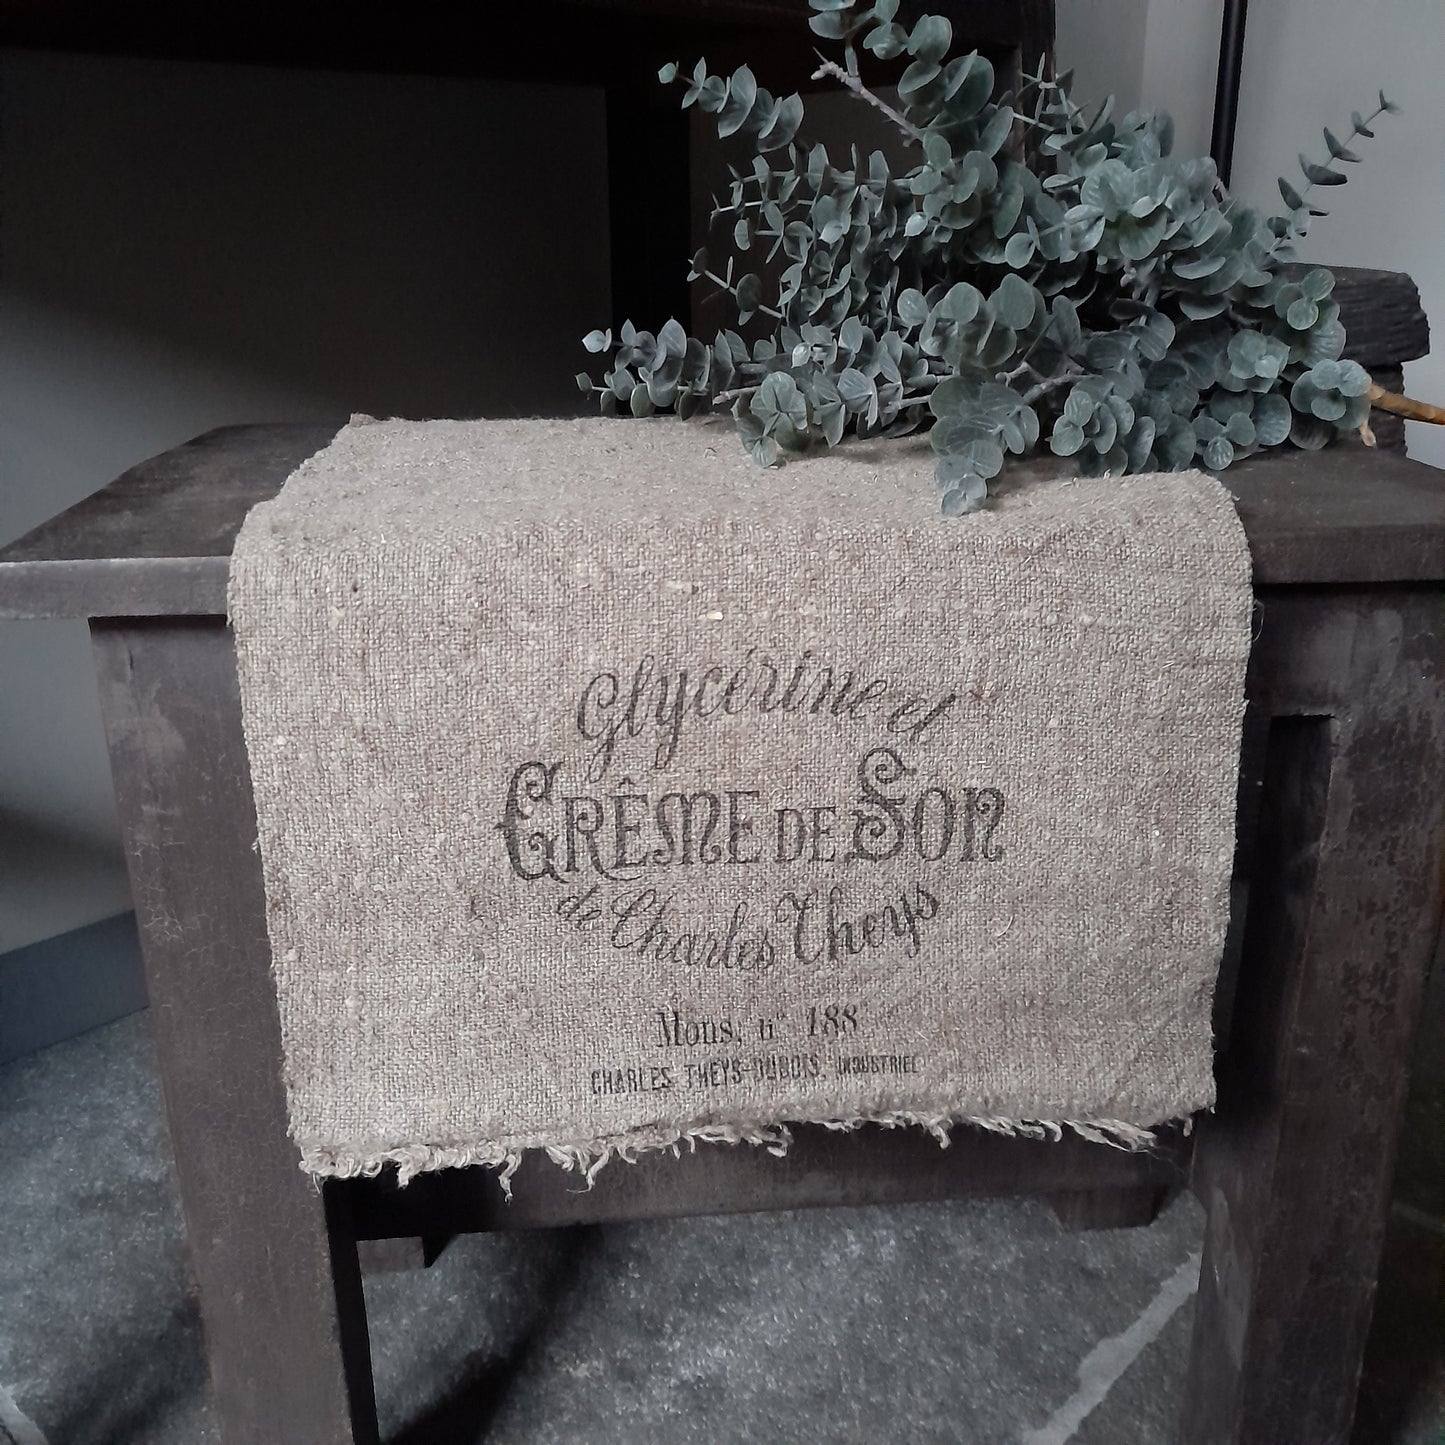 Glycérine et
CRÊME DE SON
de Charles Theys
Mons, n° 188
CHARLES THEYS-DUBOIS, INDUSTRIEL